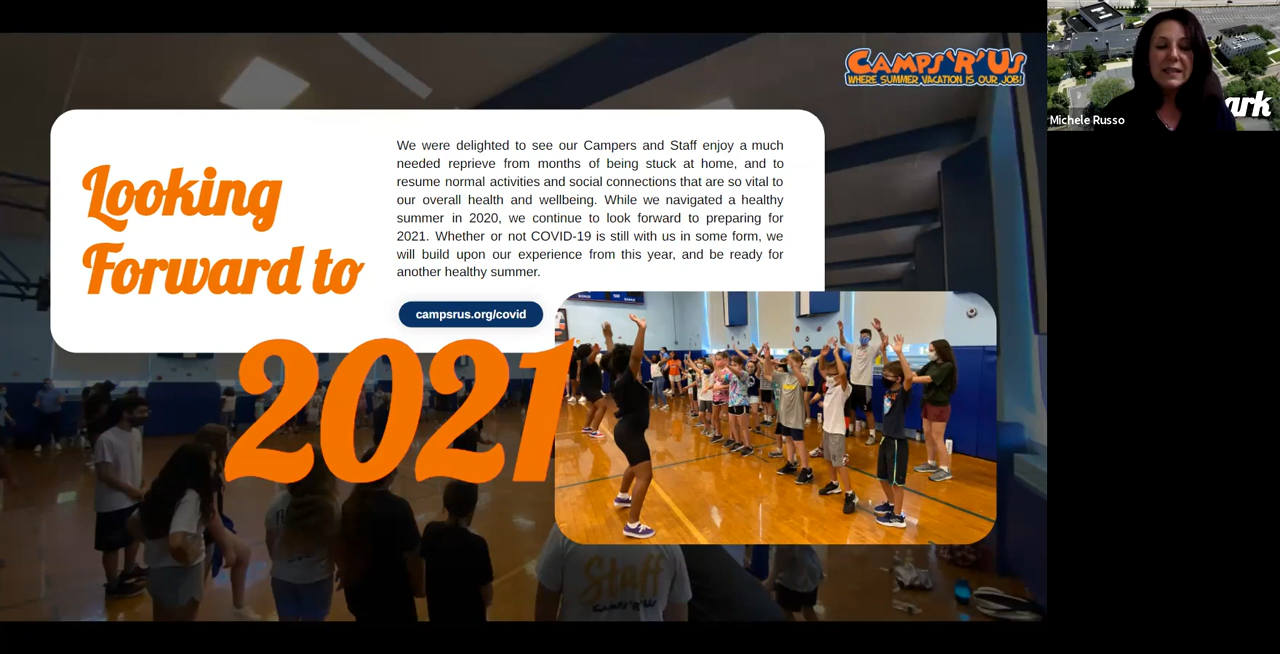 CAMPS 'R' US
WHERE SUMMER VACATION IS OUR JOB!
ark
Michele Russo
Looking
Forward to
2021
We were delighted to see our Campers and Staff enjoy a much
needed reprieve from months of being stuck at home, and to
resume normal activities and social connections that are so vital to
our overall health and wellbeing. While we navigated a healthy
summer in 2020, we continue to look forward to preparing for
2021. Whether or not COVID-19 is still with us in some form, we
will build upon our experience from this year, and be ready for
another healthy summer.
campsrus.org/covid
Staff
CAMPS 'R' US